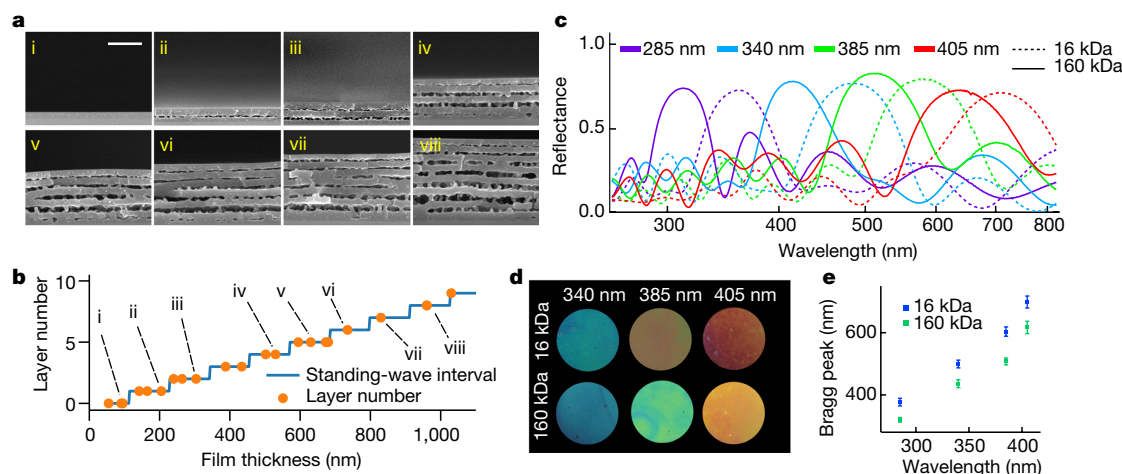 a
i
ii
iii
iv
v
vi
vii
viii
b
Layer number
10
5
0
i
ii
iii
iv
v
vi
vii
viii
Standing-wave interval
Layer number
0 200 400 600 800 1,000
Film thickness (nm)
c
Reflectance
1.0
0.5
0.0
285 nm 340 nm 385 nm 405 nm
16 kDa
160 kDa
300 400 500 600 700 800
Wavelength (nm)
d
340 nm 385 nm 405 nm
16 kDa
160 kDa
e
Bragg peak (nm)
600
400
16 kDa
160 kDa
300 350 400
Wavelength (nm)